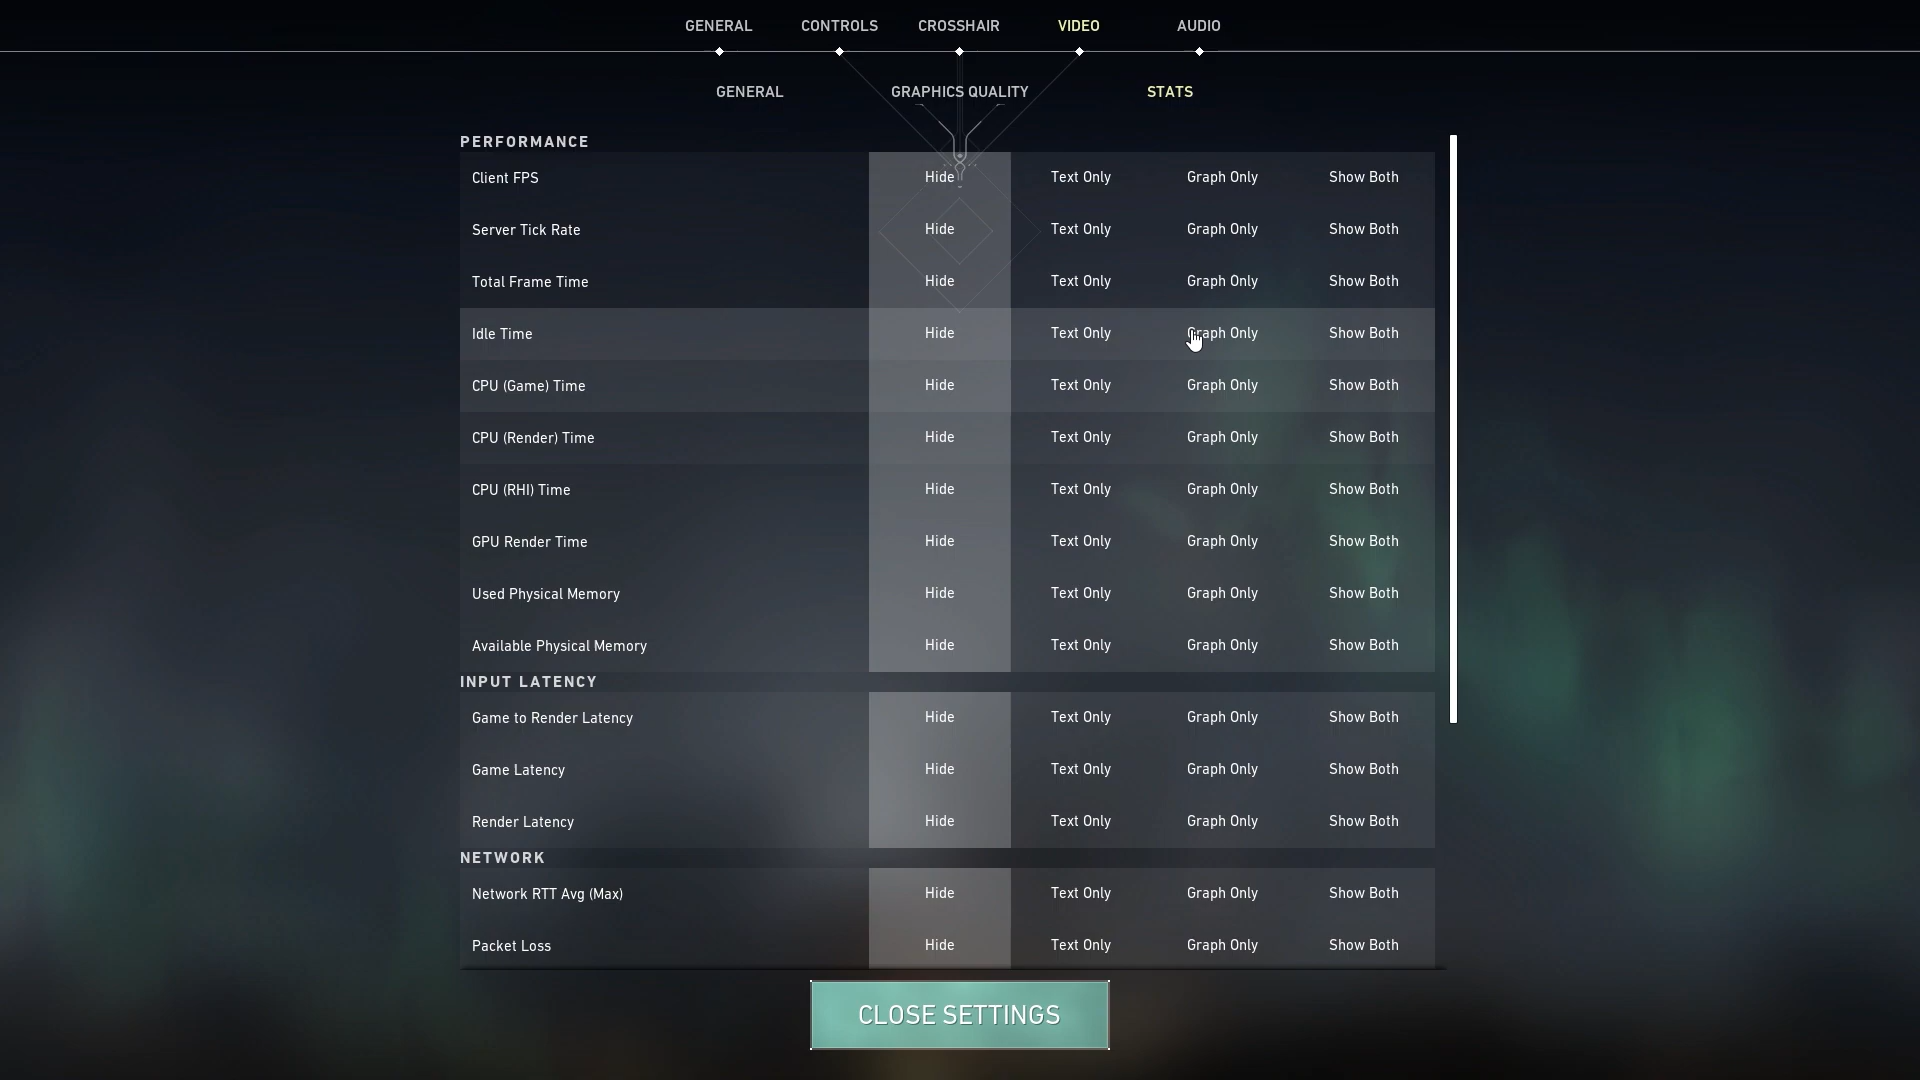 GENERAL CONTROLS CROSSHAIR VIDEO AUDIO
GENERAL GRAPHICS QUALITY STATS
PERFORMANCE
Client FPS Hide Text Only Graph Only Show Both
Server Tick Rate Hide Text Only Graph Only Show Both
Total Frame Time Hide Text Only Graph Only Show Both
Idle Time Hide Text Only Graph Only Show Both
CPU (Game) Time Hide Text Only Graph Only Show Both
CPU (Render) Time Hide Text Only Graph Only Show Both
CPU (RHI) Time Hide Text Only Graph Only Show Both
GPU Render Time Hide Text Only Graph Only Show Both
Used Physical Memory Hide Text Only Graph Only Show Both
Available Physical Memory Hide Text Only Graph Only Show Both
INPUT LATENCY
Game to Render Latency Hide Text Only Graph Only Show Both
Game Latency Hide Text Only Graph Only Show Both
Render Latency Hide Text Only Graph Only Show Both
NETWORK
Network RTT Avg (Max) Hide Text Only Graph Only Show Both
Packet Loss Hide Text Only Graph Only Show Both
CLOSE SETTINGS